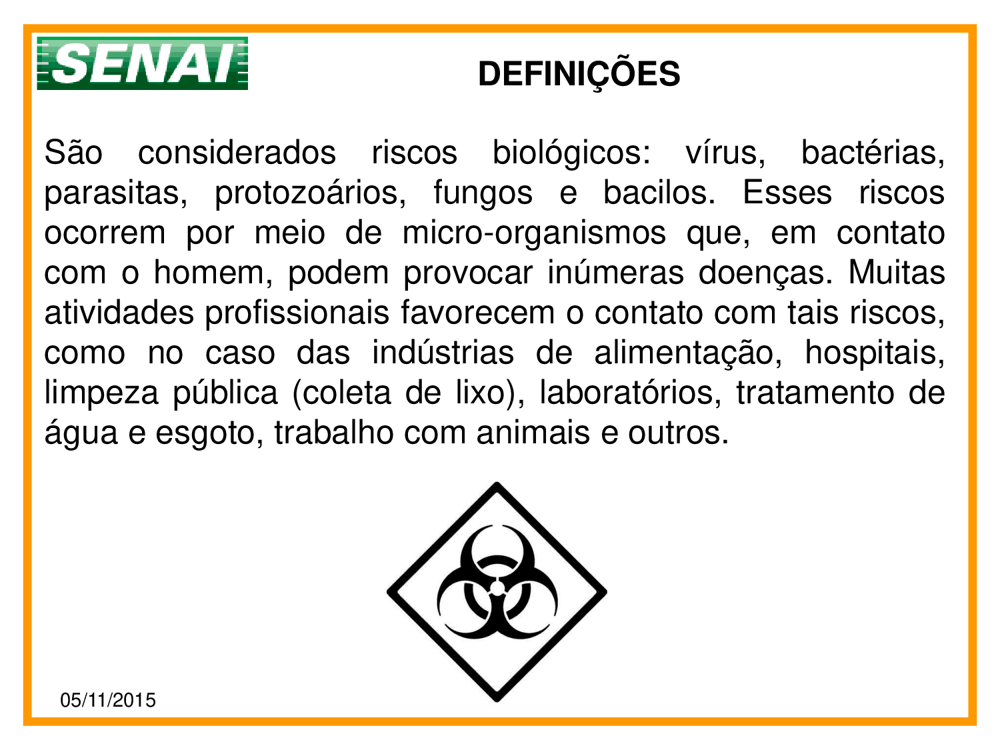 SENAI
DEFINIÇÕES
São considerados riscos biológicos: vírus, bactérias,
parasitas, protozoários, fungos e bacilos. Esses riscos
ocorrem por meio de micro-organismos que, em contato
com o homem, podem provocar inúmeras doenças. Muitas
atividades profissionais favorecem o contato com tais riscos,
como no caso das indústrias de alimentação, hospitais,
limpeza pública (coleta de lixo), laboratórios, tratamento de
água e esgoto, trabalho com animais e outros.
05/11/2015